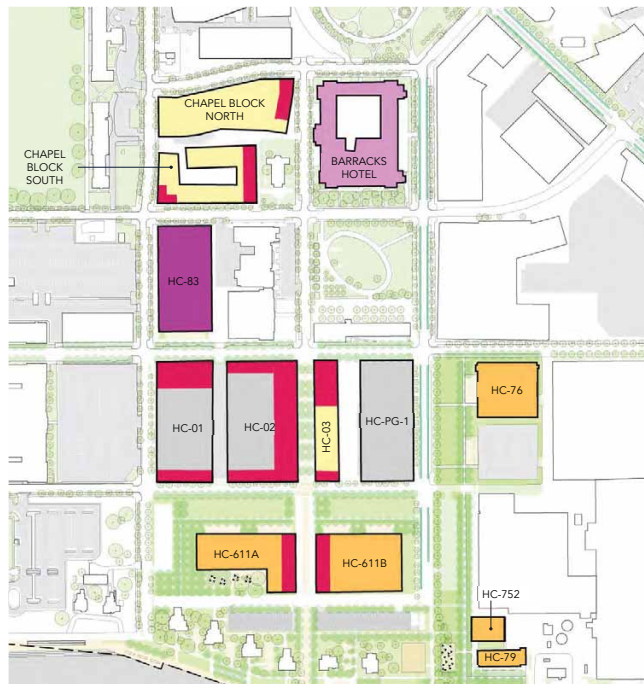 CHAPEL BLOCK
NORTH
CHAPEL
BLOCK
SOUTH
BARRACKS
HOTEL
HC-83
HC-76
HC-01
HC-02
HC-03
HC-PG-1
HC-611A
HC-611B
HC-752
HC-79